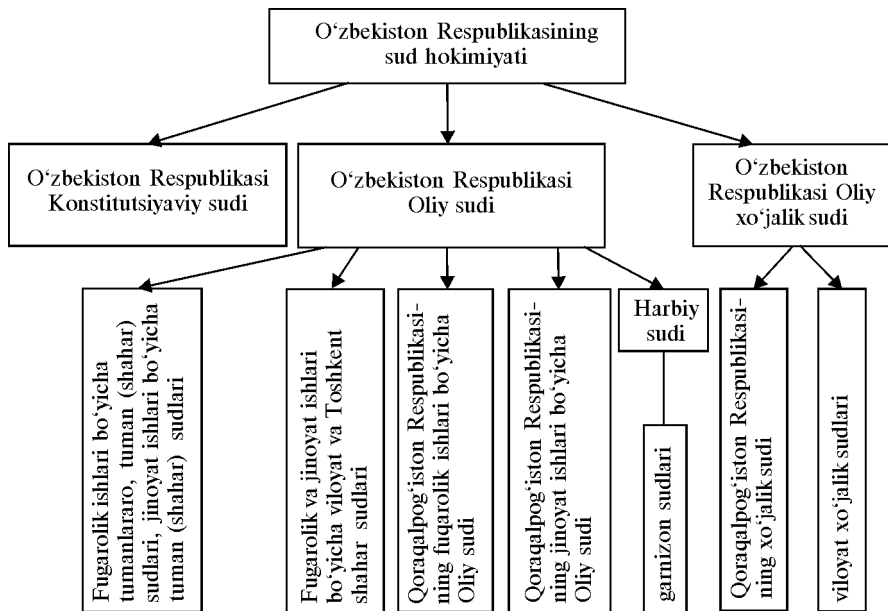 O‘zbekiston Respublikasining
sud hokimiyati
O‘zbekiston Respublikasi
Konstitutsiyaviy sudi
O‘zbekiston Respublikasi
Oliy sudi
O‘zbekiston
Respublikasi Oliy
xo‘jalik sudi
Fugarolik ishlari bo‘yicha
tumanlararo, tuman (shahar)
sudlari, jinoyat ishlari bo‘yicha
tuman (shahar) sudlari
Fugarolik va jinoyat ishlari
bo‘yicha viloyat va Toshkent
shahar sudlari
Qoraqalpog‘iston Respublikasi-
ning fuqarolik ishlari bo‘yicha
Oliy sudi
Qoraqalpog‘iston Respublikasi-
ning jinoyat ishlari bo‘yicha
Oliy sudi
Harbiy
sudi
garnizon sudlari
Qoraqalpog‘iston Respublikasi-
ning xo‘jalik sudi
viloyat xo‘jalik sudlari